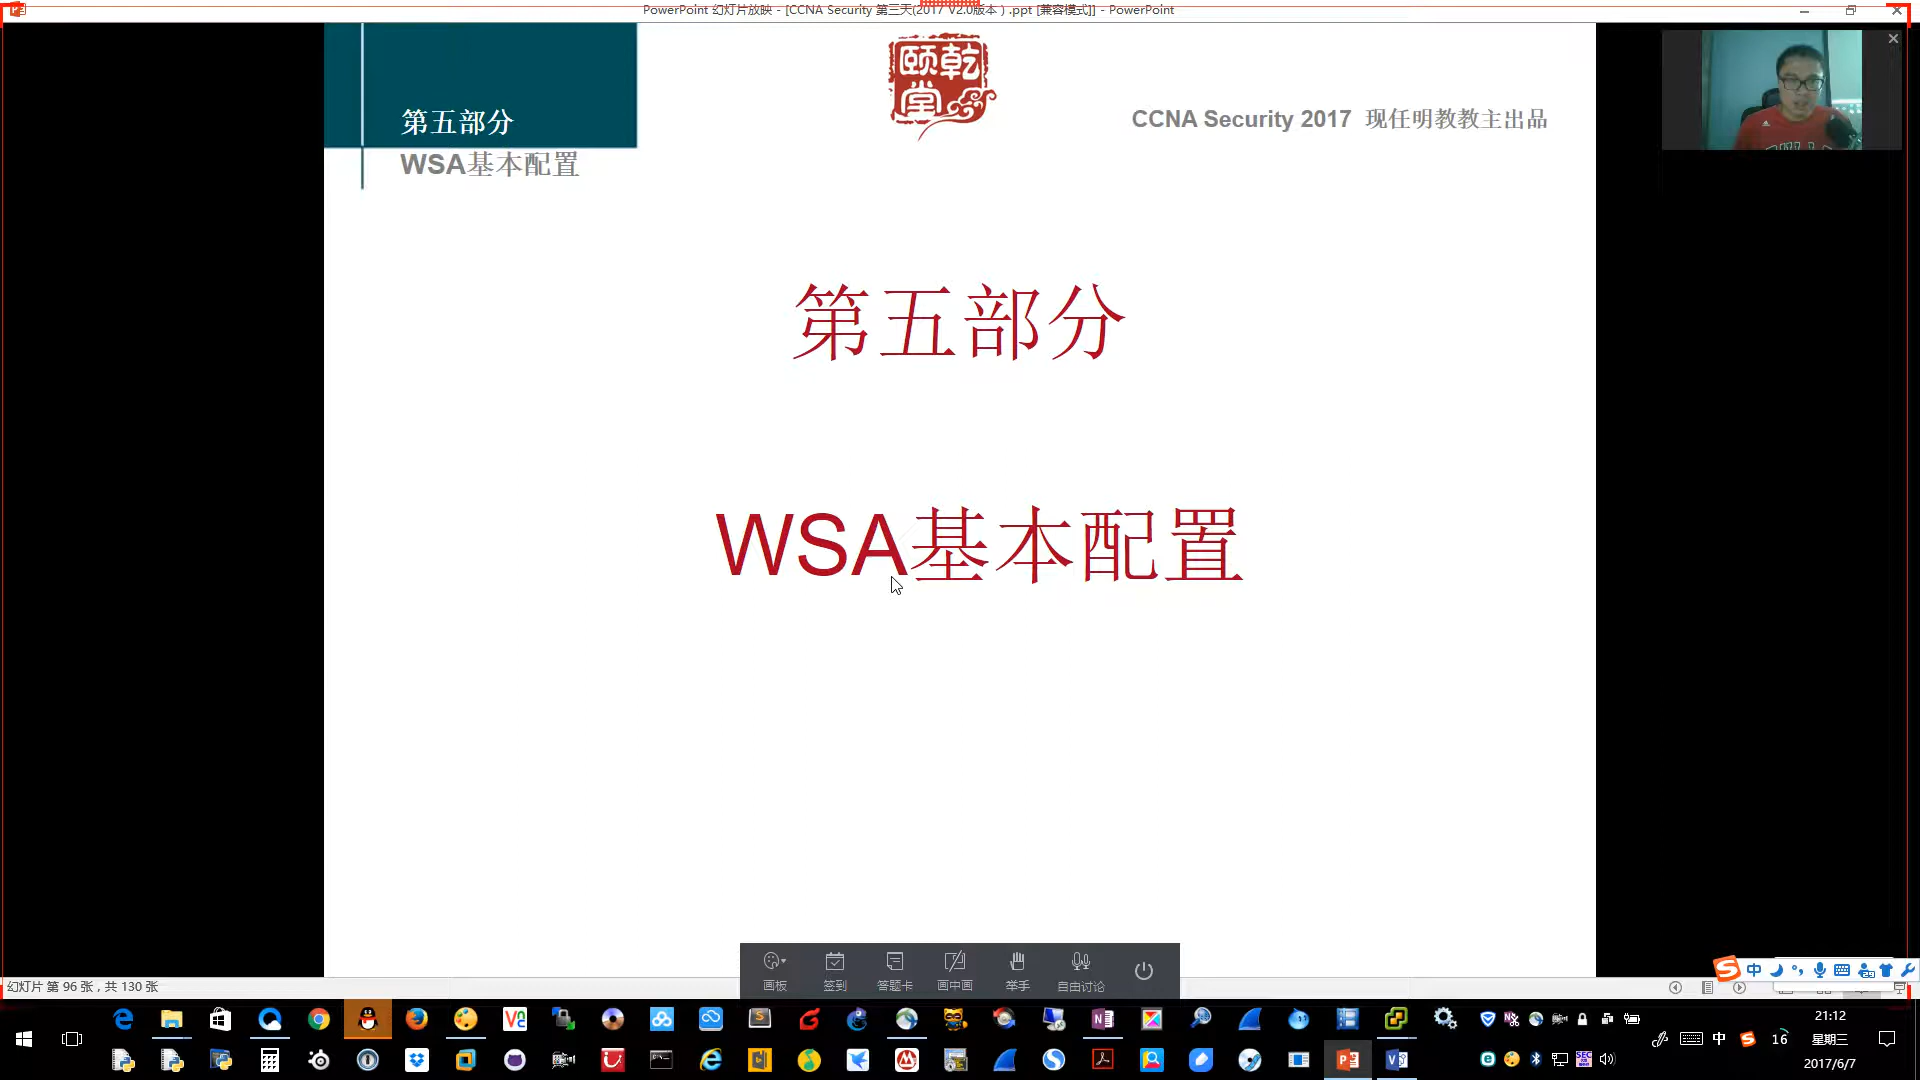 PowerPoint 幻灯片放映 - [CCNA Security 第三天(2017 V2.0版本).ppt [兼容模式]] - PowerPoint
第五部分
WSA基本配置
颐乾堂
CCNA Security 2017 现任明教教主出品
第五部分
WSA基本配置
画板
签到
答题卡
画中画
举手
自由讨论
幻灯片 第 96 张，共 130 张
中
21:12
中
16
星期三
2017/6/7